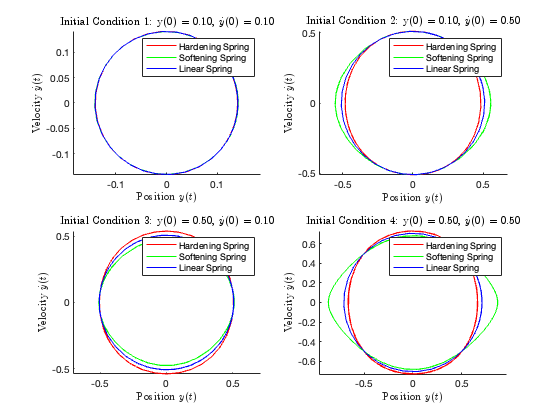 Initial Condition 1: y(0) = 0.10, ẏ(0) = 0.10
Hardening Spring
Softening Spring
Linear Spring
0.1
0.05
0
-0.05
-0.1
Velocity ẏ(t)
-0.1 0 0.1
Position y(t)
Initial Condition 2: y(0) = 0.10, ẏ(0) = 0.50
Hardening Spring
Softening Spring
Linear Spring
0.5
0
-0.5
Velocity ẏ(t)
-0.5 0 0.5
Position y(t)
Initial Condition 3: y(0) = 0.50, ẏ(0) = 0.10
Hardening Spring
Softening Spring
Linear Spring
0.5
0
-0.5
Velocity ẏ(t)
-0.5 0 0.5
Position y(t)
Initial Condition 4: y(0) = 0.50, ẏ(0) = 0.50
Hardening Spring
Softening Spring
Linear Spring
0.6
0.4
0.2
0
-0.2
-0.4
-0.6
Velocity ẏ(t)
-0.5 0 0.5
Position y(t)